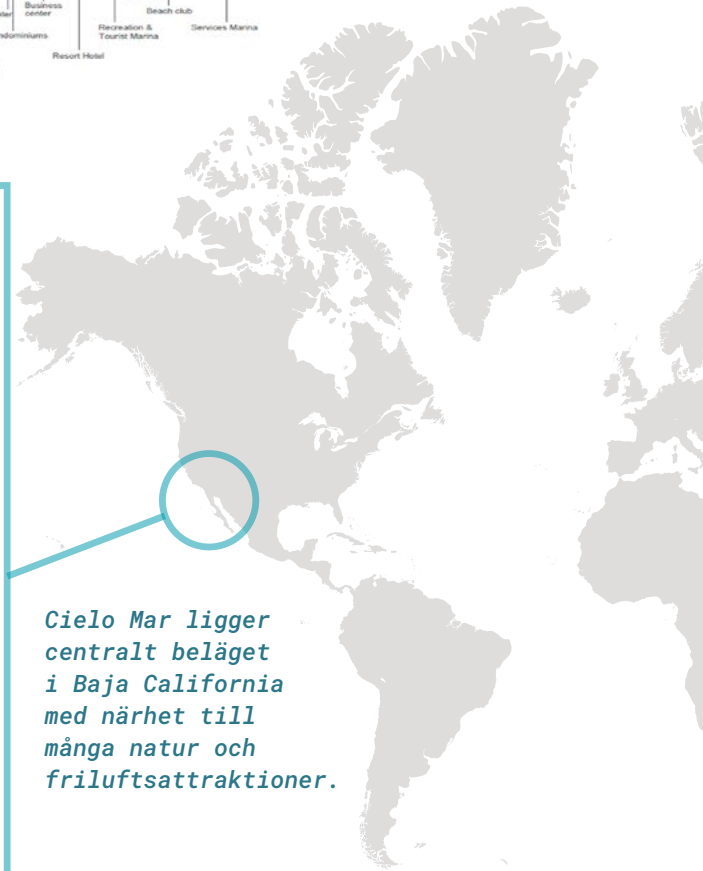 Business
center
Beach club
Recreation &
Tourist Marina
Services Marina
Resort Hotel
Cielo Mar ligger
centralt beläget
i Baja California
med närhet till
många natur och
friluftsattraktioner.